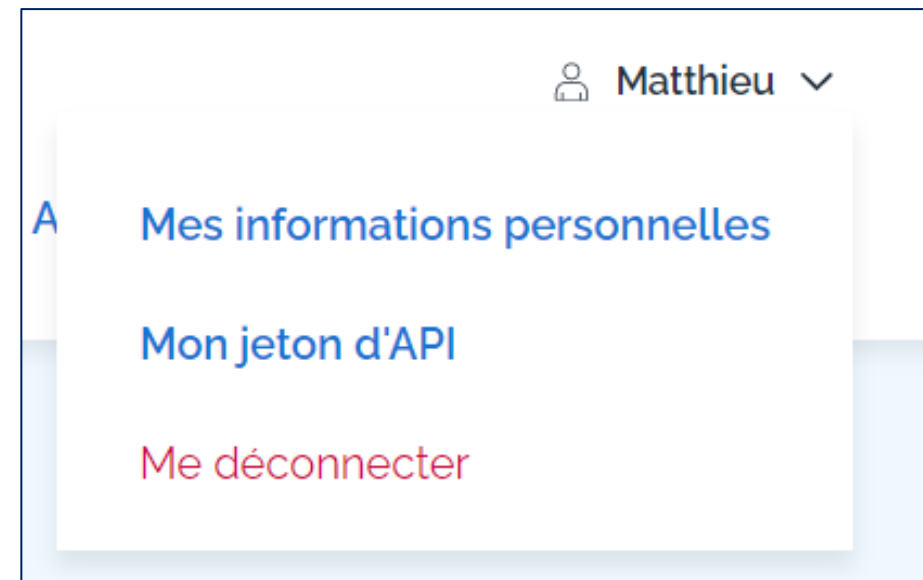 Matthieu
A
Mes informations personnelles
Mon jeton d'API
Me déconnecter